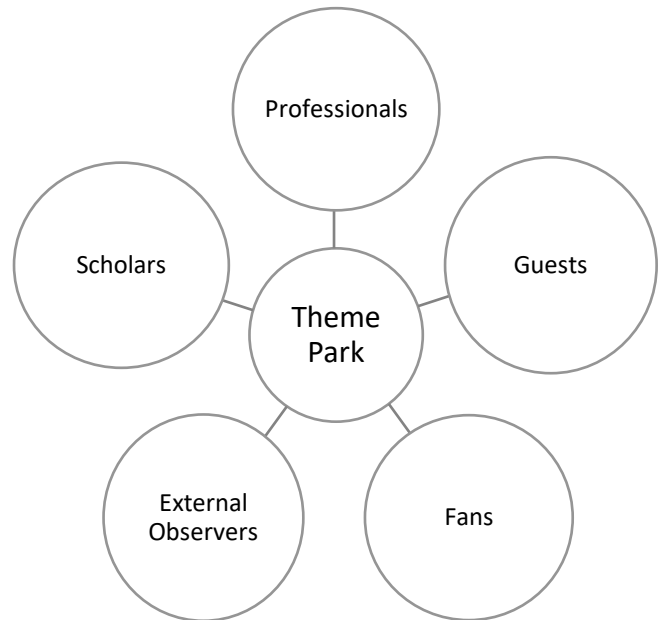 Professionals
Scholars
Guests
Theme
Park
External
Observers
Fans